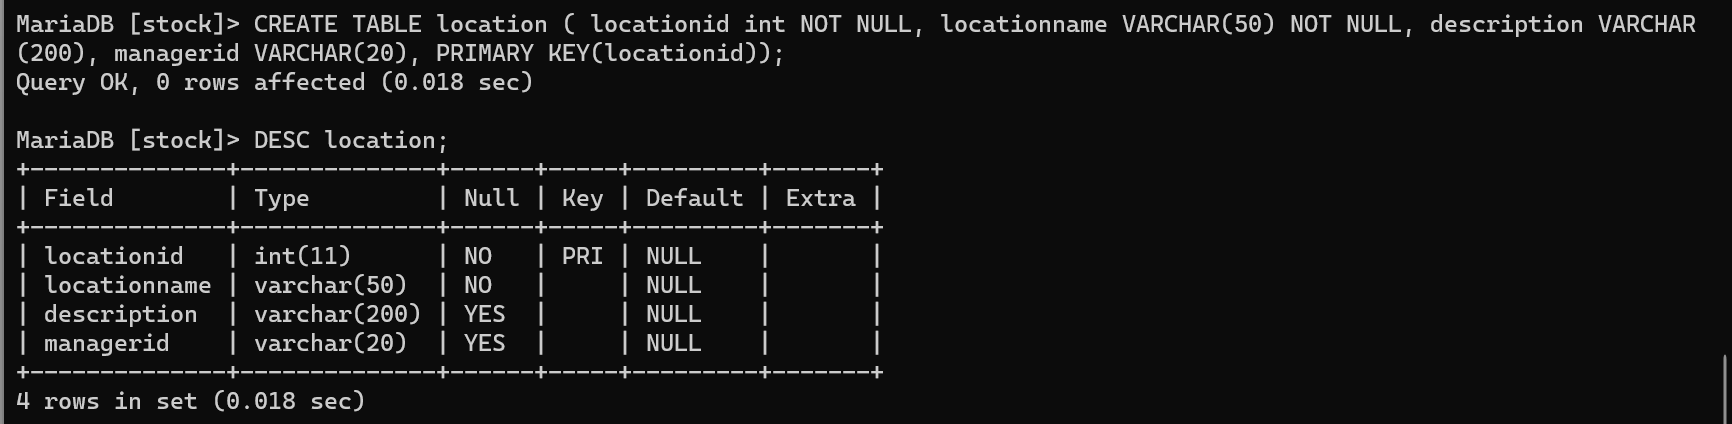 MariaDB [stock]> CREATE TABLE location ( locationid int NOT NULL, locationname VARCHAR(50) NOT NULL, description VARCHAR
(200), managerid VARCHAR(20), PRIMARY KEY(locationid));
Query OK, 0 rows affected (0.018 sec)

MariaDB [stock]> DESC location;
+--------------+--------------+------+-----+---------+-------+
| Field        | Type         | Null | Key | Default | Extra |
+--------------+--------------+------+-----+---------+-------+
| locationid   | int(11)      | NO   | PRI | NULL    |       |
| locationname | varchar(50)  | NO   |     | NULL    |       |
| description  | varchar(200) | YES  |     | NULL    |       |
| managerid    | varchar(20)  | YES  |     | NULL    |       |
+--------------+--------------+------+-----+---------+-------+
4 rows in set (0.018 sec)